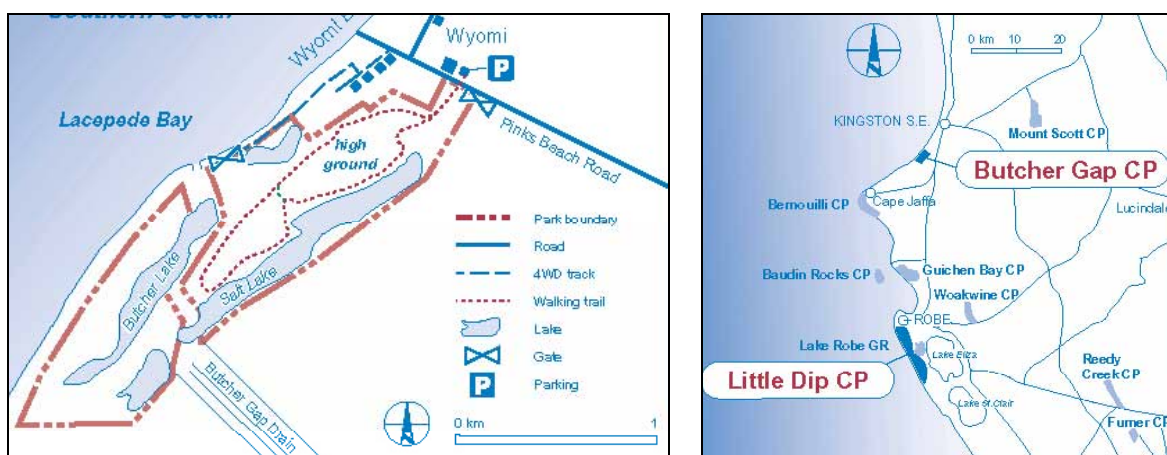 Southern Ocean
Wyomi B
Wyomi
P
Lacepede Bay
Pinks Beach Road
high
ground
Butcher Lake
Salt Lake
Butcher Gap Drain
Park boundary
Road
4WD track
Walking trail
Lake
Gate
P
Parking
N
0 km
1
0 km
10
20
N
KINGSTON S.E.
Mount Scott CP
Butcher Gap CP
Bernouilli CP
Cape Jaffa
Lucindale
Baudin Rocks CP
Guichen Bay CP
Woakwine CP
ROBE
Lake Robe GR
Lake Eliza
Little Dip CP
Lake St. Clair
Reedy
Creek CP
Furner CP